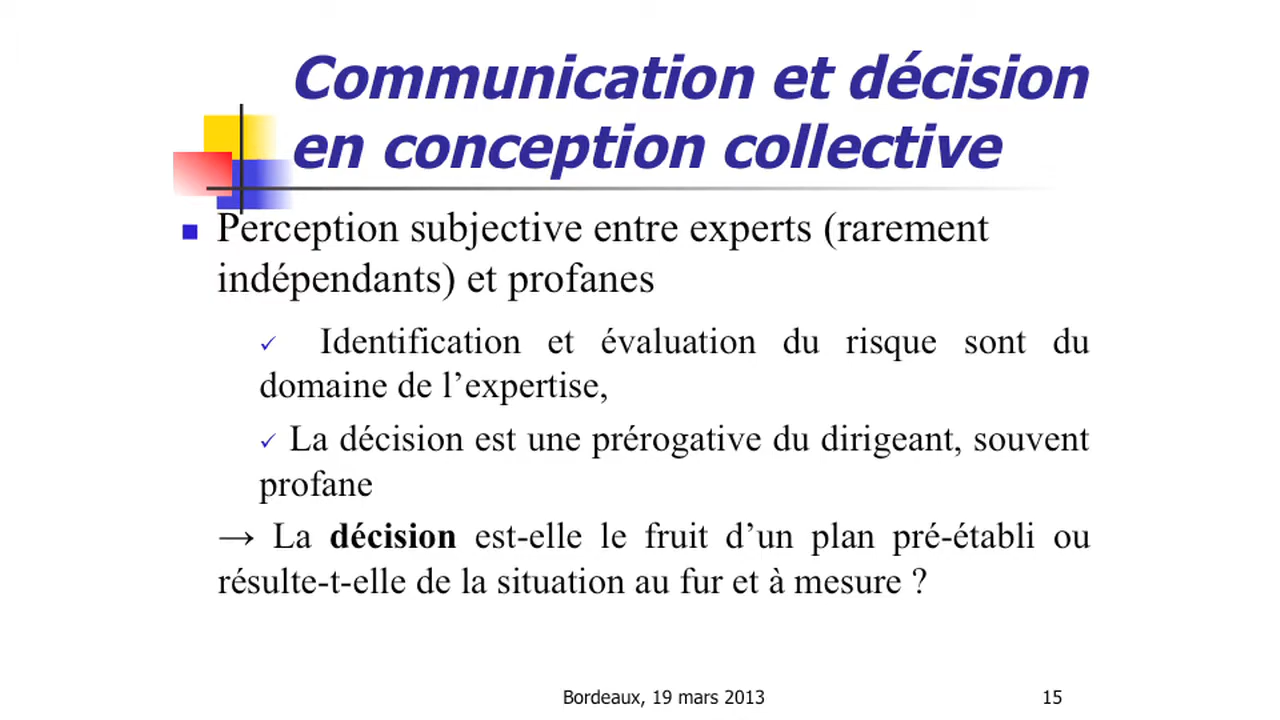 Communication et décision
en conception collective
Perception subjective entre experts (rarement
indépendants) et profanes
✓ Identification et évaluation du risque sont du
domaine de l’expertise,
✓ La décision est une prérogative du dirigeant, souvent
profane
→ La décision est-elle le fruit d’un plan pré-établi ou
résulte-t-elle de la situation au fur et à mesure ?
Bordeaux, 19 mars 2013
15